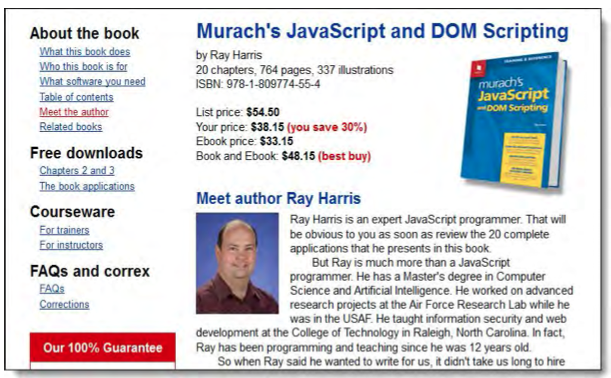 About the book
What this book does
Who this book is for
What software you need
Table of contents
Meet the author
Related books
Free downloads
Chapters 2 and 3
The book applications
Courseware
For trainers
For instructors
FAQs and correx
FAQs
Corrections
Our 100% Guarantee
Murach's JavaScript and DOM Scripting
by Ray Harris
20 chapters, 764 pages, 337 illustrations
ISBN: 978-1-809774-55-4
List price: $54.50
Your price: $38.15 (you save 30%)
Ebook price: $33.15
Book and Ebook: $48.15 (best buy)
TRAINING & REFERENCE
murach's
JavaScript
and DOM Scripting
Meet author Ray Harris
Ray Harris is an expert JavaScript programmer. That will
be obvious to you as soon as review the 20 complete
applications that he presents in this book.
But Ray is much more than a JavaScript
programmer. He has a Master's degree in Computer
Science and Artificial Intelligence. He worked on advanced
research projects at the Air Force Research Lab while he
was in the USAF. He taught information security and web
development at the College of Technology in Raleigh, North Carolina. In fact,
Ray has been programming and teaching since he was 12 years old.
So when Ray said he wanted to write for us, it didn't take us long to hire